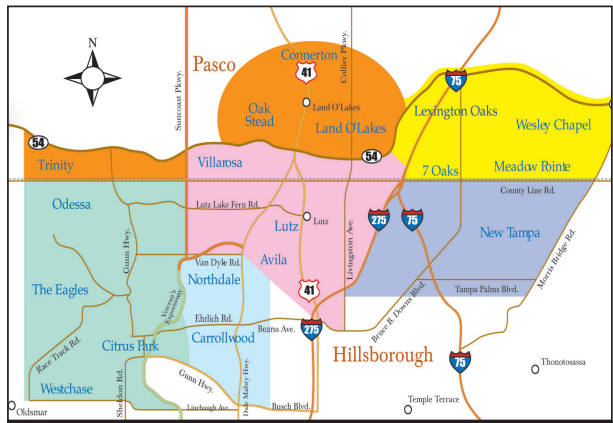 N
Pasco
Suncoast Pkwy.
Connerton
41
Collier Pkwy.
75
Land O'Lakes
Oak
Stead
Land O'Lakes
Lexington Oaks
Wesley Chapel
54
54
Trinity
Villarosa
7 Oaks
Meadow Pointe
County Line Rd.
Odessa
Lutz Lake Fern Rd.
Gunn Hwy.
Lutz
Lutz
Livingston Ave.
275
75
New Tampa
Morris Bridge Rd.
Van Dyke Rd.
Avila
Northdale
The Eagles
Veteran's
Expressway
41
Tampa Palms Blvd.
Bruce B. Downs Blvd.
Ehrlich Rd.
Bearss Ave.
275
Race Track Rd.
Citrus Park
Carrollwood
Hillsborough
75
Thonotosassa
Gunn Hwy.
Dale Mabry Hwy.
Westchase
Sheldon Rd.
Linebaugh Ave.
Busch Blvd.
Temple Terrace
Oldsmar